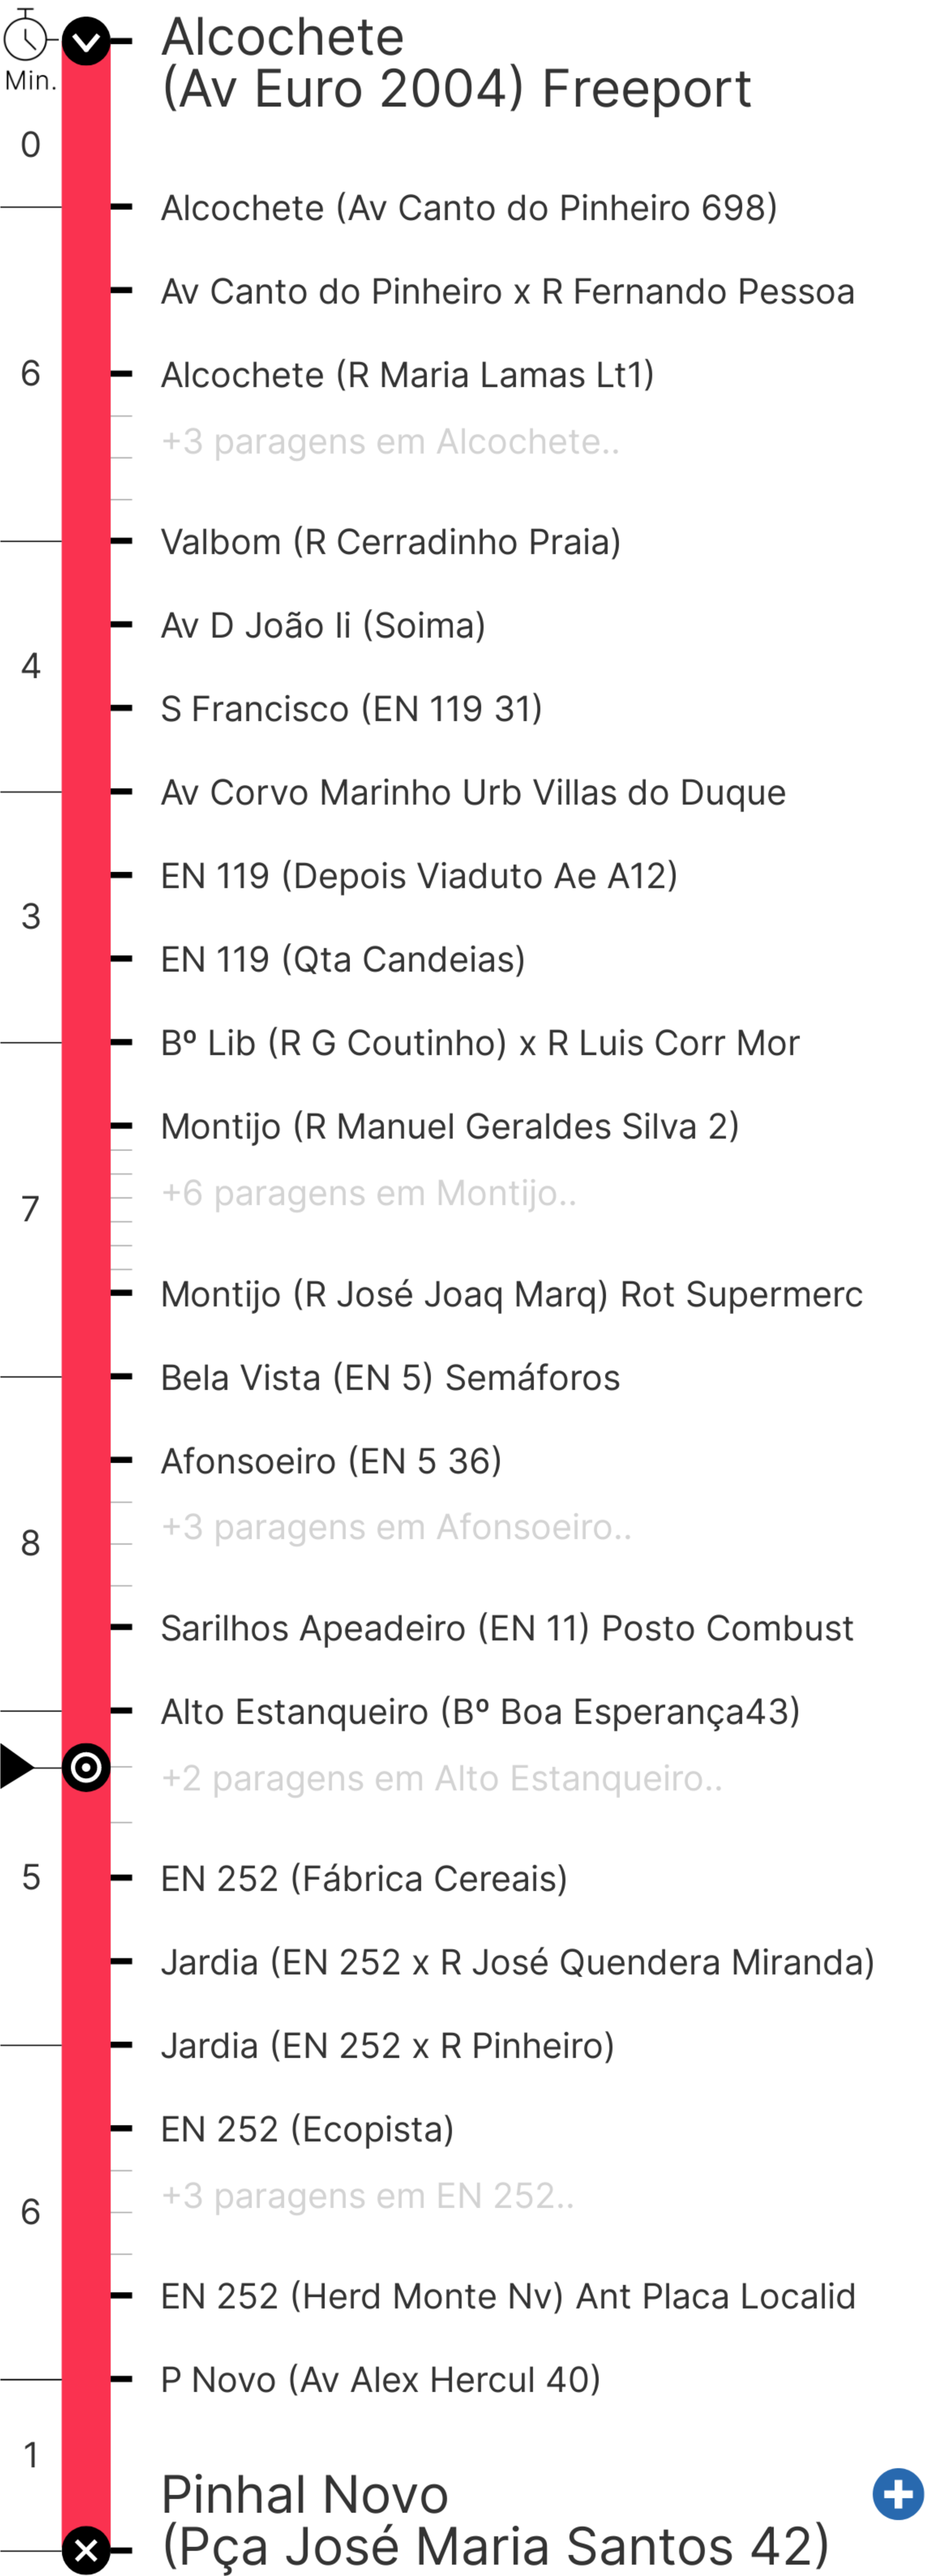 Alcochete
(Av Euro 2004) Freeport
Min.
0
Alcochete (Av Canto do Pinheiro 698)
Av Canto do Pinheiro x R Fernando Pessoa
6 Alcochete (R Maria Lamas Lt1)
+3 paragens em Alcochete..
Valbom (R Cerradinho Praia)
Av D João Ii (Soima)
4
S Francisco (EN 119 31)
Av Corvo Marinho Urb Villas do Duque
EN 119 (Depois Viaduto Ae A12)
3
EN 119 (Qta Candeias)
Bº Lib (R G Coutinho) x R Luis Corr Mor
Montijo (R Manuel Geraldes Silva 2)
+6 paragens em Montijo..
7
Montijo (R José Joaq Marq) Rot Supermerc
Bela Vista (EN 5) Semáforos
Afonsoeiro (EN 5 36)
+3 paragens em Afonsoeiro..
8
Sarilhos Apeadeiro (EN 11) Posto Combust
Alto Estanqueiro (Bº Boa Esperança43)
+2 paragens em Alto Estanqueiro..
5 EN 252 (Fábrica Cereais)
Jardia (EN 252 x R José Quendera Miranda)
Jardia (EN 252 x R Pinheiro)
EN 252 (Ecopista)
+3 paragens em EN 252..
6
EN 252 (Herd Monte Nv) Ant Placa Localid
P Novo (Av Alex Hercul 40)
1
Pinhal Novo
(Pça José Maria Santos 42)